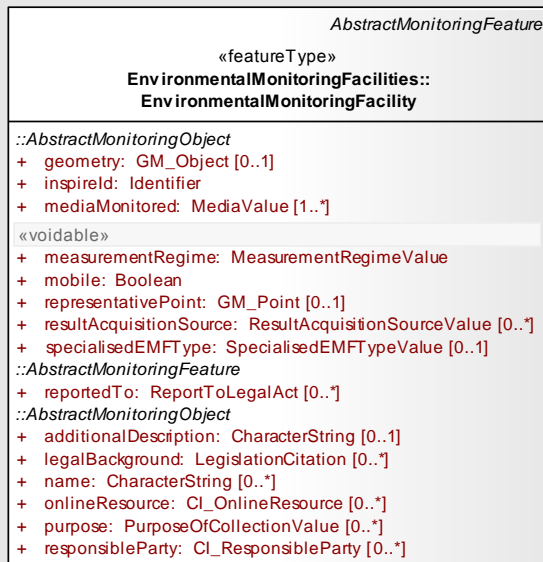 AbstractMonitoringFeature
«featureType»
EnvironmentalMonitoringFacilities::
EnvironmentalMonitoringFacility
::AbstractMonitoringObject
+ geometry: GM_Object [0..1]
+ inspireId: Identifier
+ mediaMonitored: MediaValue [1..*]
«voidable»
+ measurementRegime: MeasurementRegimeValue
+ mobile: Boolean
+ representativePoint: GM_Point [0..1]
+ resultAcquisitionSource: ResultAcquisitionSourceValue [0..*]
+ specialisedEMFType: SpecialisedEMFTypeValue [0..1]
::AbstractMonitoringFeature
+ reportedTo: ReportToLegalAct [0..*]
::AbstractMonitoringObject
+ additionalDescription: CharacterString [0..1]
+ legalBackground: LegislationCitation [0..*]
+ name: CharacterString [0..*]
+ onlineResource: CI_OnlineResource [0..*]
+ purpose: PurposeOfCollectionValue [0..*]
+ responsibleParty: CI_ResponsibleParty [0..*]